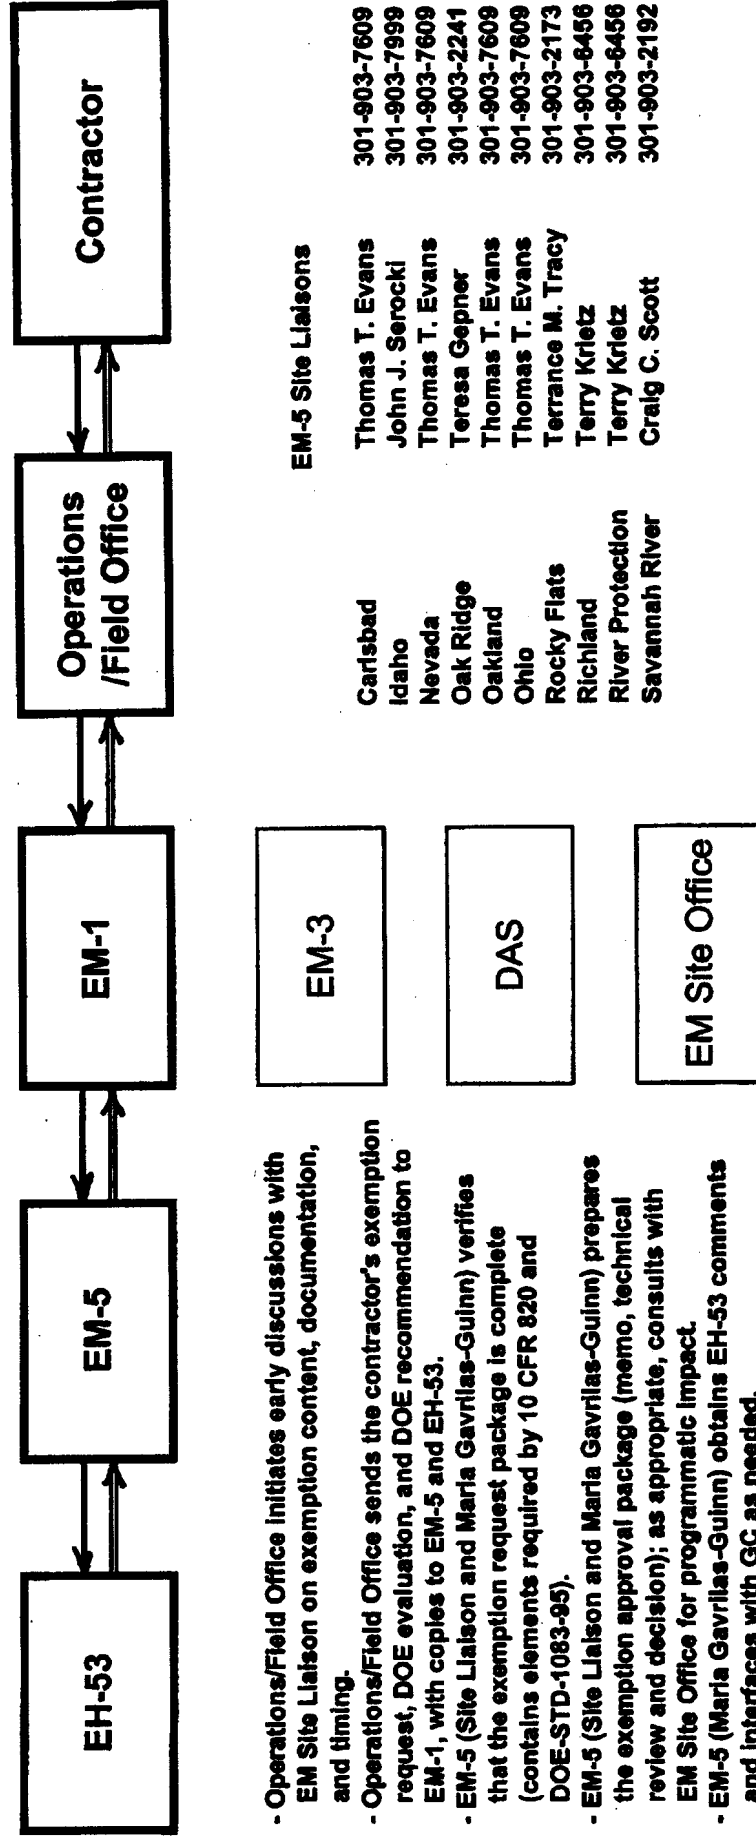 EH-53
EM-5
EM-1
Operations
/Field Office
Contractor
- Operations/Field Office initiates early discussions with
EM Site Liaison on exemption content, documentation,
and timing.
- Operations/Field Office sends the contractor's exemption
request, DOE evaluation, and DOE recommendation to
EM-1, with copies to EM-5 and EH-53.
- EM-5 (Site Liaison and Maria Gavrilas-Guinn) verifies
that the exemption request package is complete
(contains elements required by 10 CFR 820 and
DOE-STD-1083-95).
- EM-5 (Site Liaison and Maria Gavrilas-Guinn) prepares
the exemption approval package (memo, technical
review and decision); as appropriate, consults with
EM Site Office for programmatic impact.
- EM-5 (Maria Gavrilas-Guinn) obtains EH-53 comments
and interfaces with GC as needed.
EM-3
DAS
EM Site Office
EM-5 Site Liaisons
Carlsbad Thomas T. Evans 301-903-7609
Idaho John J. Serocki 301-903-7999
Nevada Thomas T. Evans 301-903-7609
Oak Ridge Teresa Gepner 301-903-2241
Oakland Thomas T. Evans 301-903-7609
Ohio Thomas T. Evans 301-903-7609
Rocky Flats Terrance M. Tracy 301-903-2173
Richland Terry Krietz 301-903-6456
River Protection Terry Krietz 301-903-6456
Savannah River Craig C. Scott 301-903-2192